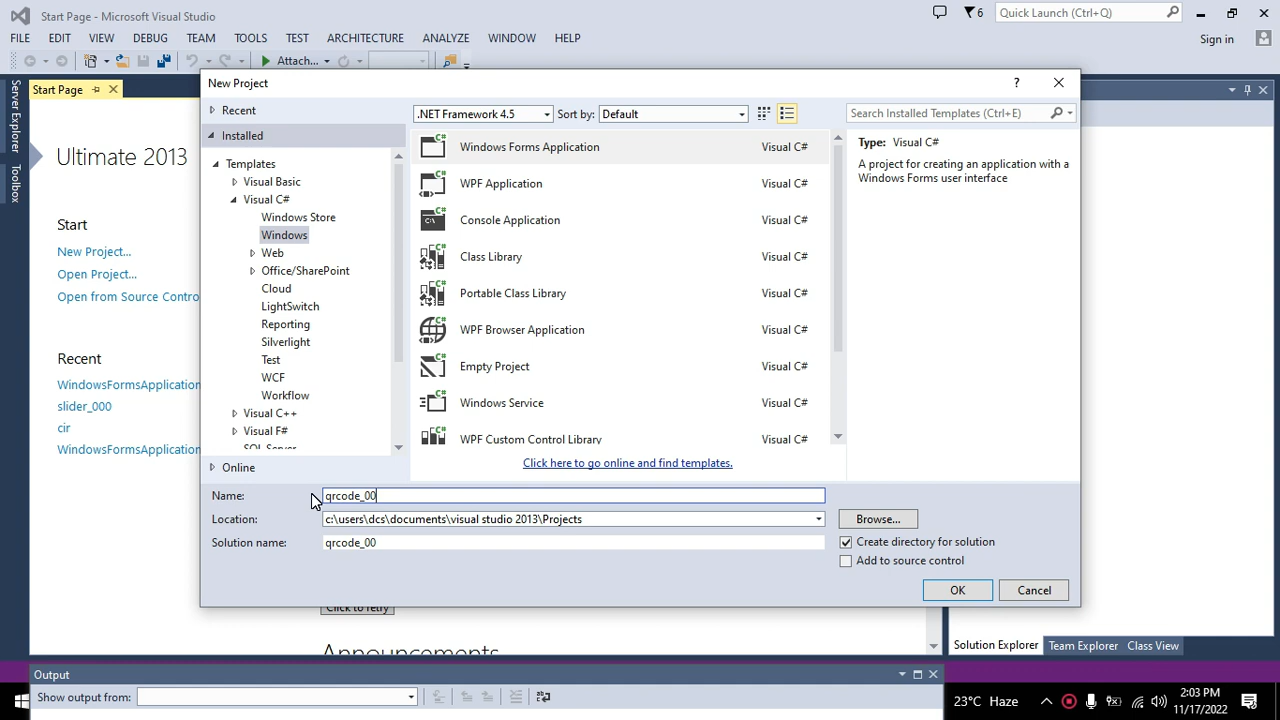 Start Page - Microsoft Visual Studio
6
Quick Launch (Ctrl+Q)
FILE EDIT VIEW DEBUG TEAM TOOLS TEST ARCHITECTURE ANALYZE WINDOW HELP
Sign in
Attach...
Server Explorer
Toolbox
Start Page
Ultimate 2013
Start
New Project...
Open Project...
Open from Source Contro
Recent
WindowsFormsApplication
slider_000
cir
WindowsFormsApplication
New Project
?
Recent
.NET Framework 4.5
Sort by: Default
Search Installed Templates (Ctrl+E)
Installed
Templates
Visual Basic
Visual C#
Windows Store
Windows
Web
Office/SharePoint
Cloud
LightSwitch
Reporting
Silverlight
Test
WCF
Workflow
Visual C++
Visual F#
SQL Server
Online
Windows Forms Application Visual C#
WPF Application Visual C#
Console Application Visual C#
Class Library Visual C#
Portable Class Library Visual C#
WPF Browser Application Visual C#
Empty Project Visual C#
Windows Service Visual C#
WPF Custom Control Library Visual C#
Click here to go online and find templates.
Type: Visual C#
A project for creating an application with a
Windows Forms user interface
Name: qrcode_00
Location: c:\users\dcs\documents\visual studio 2013\Projects
Browse...
Solution name: qrcode_00
Create directory for solution
Add to source control
OK Cancel
Click to retry
Announcements
Solution Explorer Team Explorer Class View
Output
Show output from:
23°C Haze
2:03 PM
11/17/2022